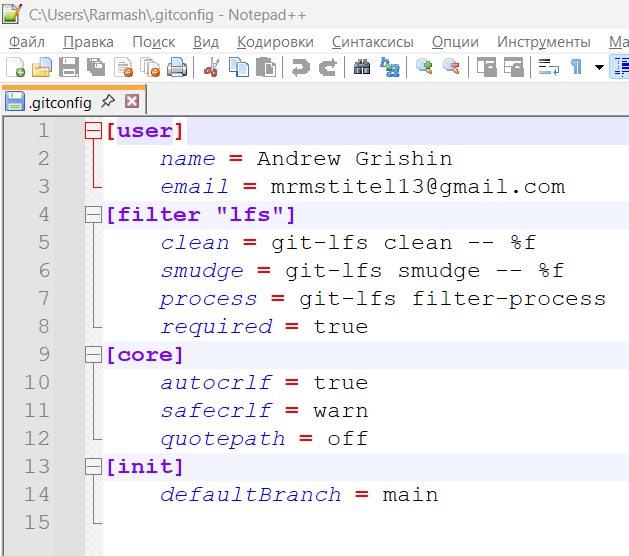 C:\Users\Rarmash\.gitconfig - Notepad++
Файл Правка Поиск Вид Кодировки Синтаксисы Опции Инструменты Ма
.gitconfig
1 [user]
2 name = Andrew Grishin
3 email = mrmstitel13@gmail.com
4 [filter "lfs"]
5 clean = git-lfs clean -- %f
6 smudge = git-lfs smudge -- %f
7 process = git-lfs filter-process
8 required = true
9 [core]
10 autocrlf = true
11 safecrlf = warn
12 quotepath = off
13 [init]
14 defaultBranch = main
15